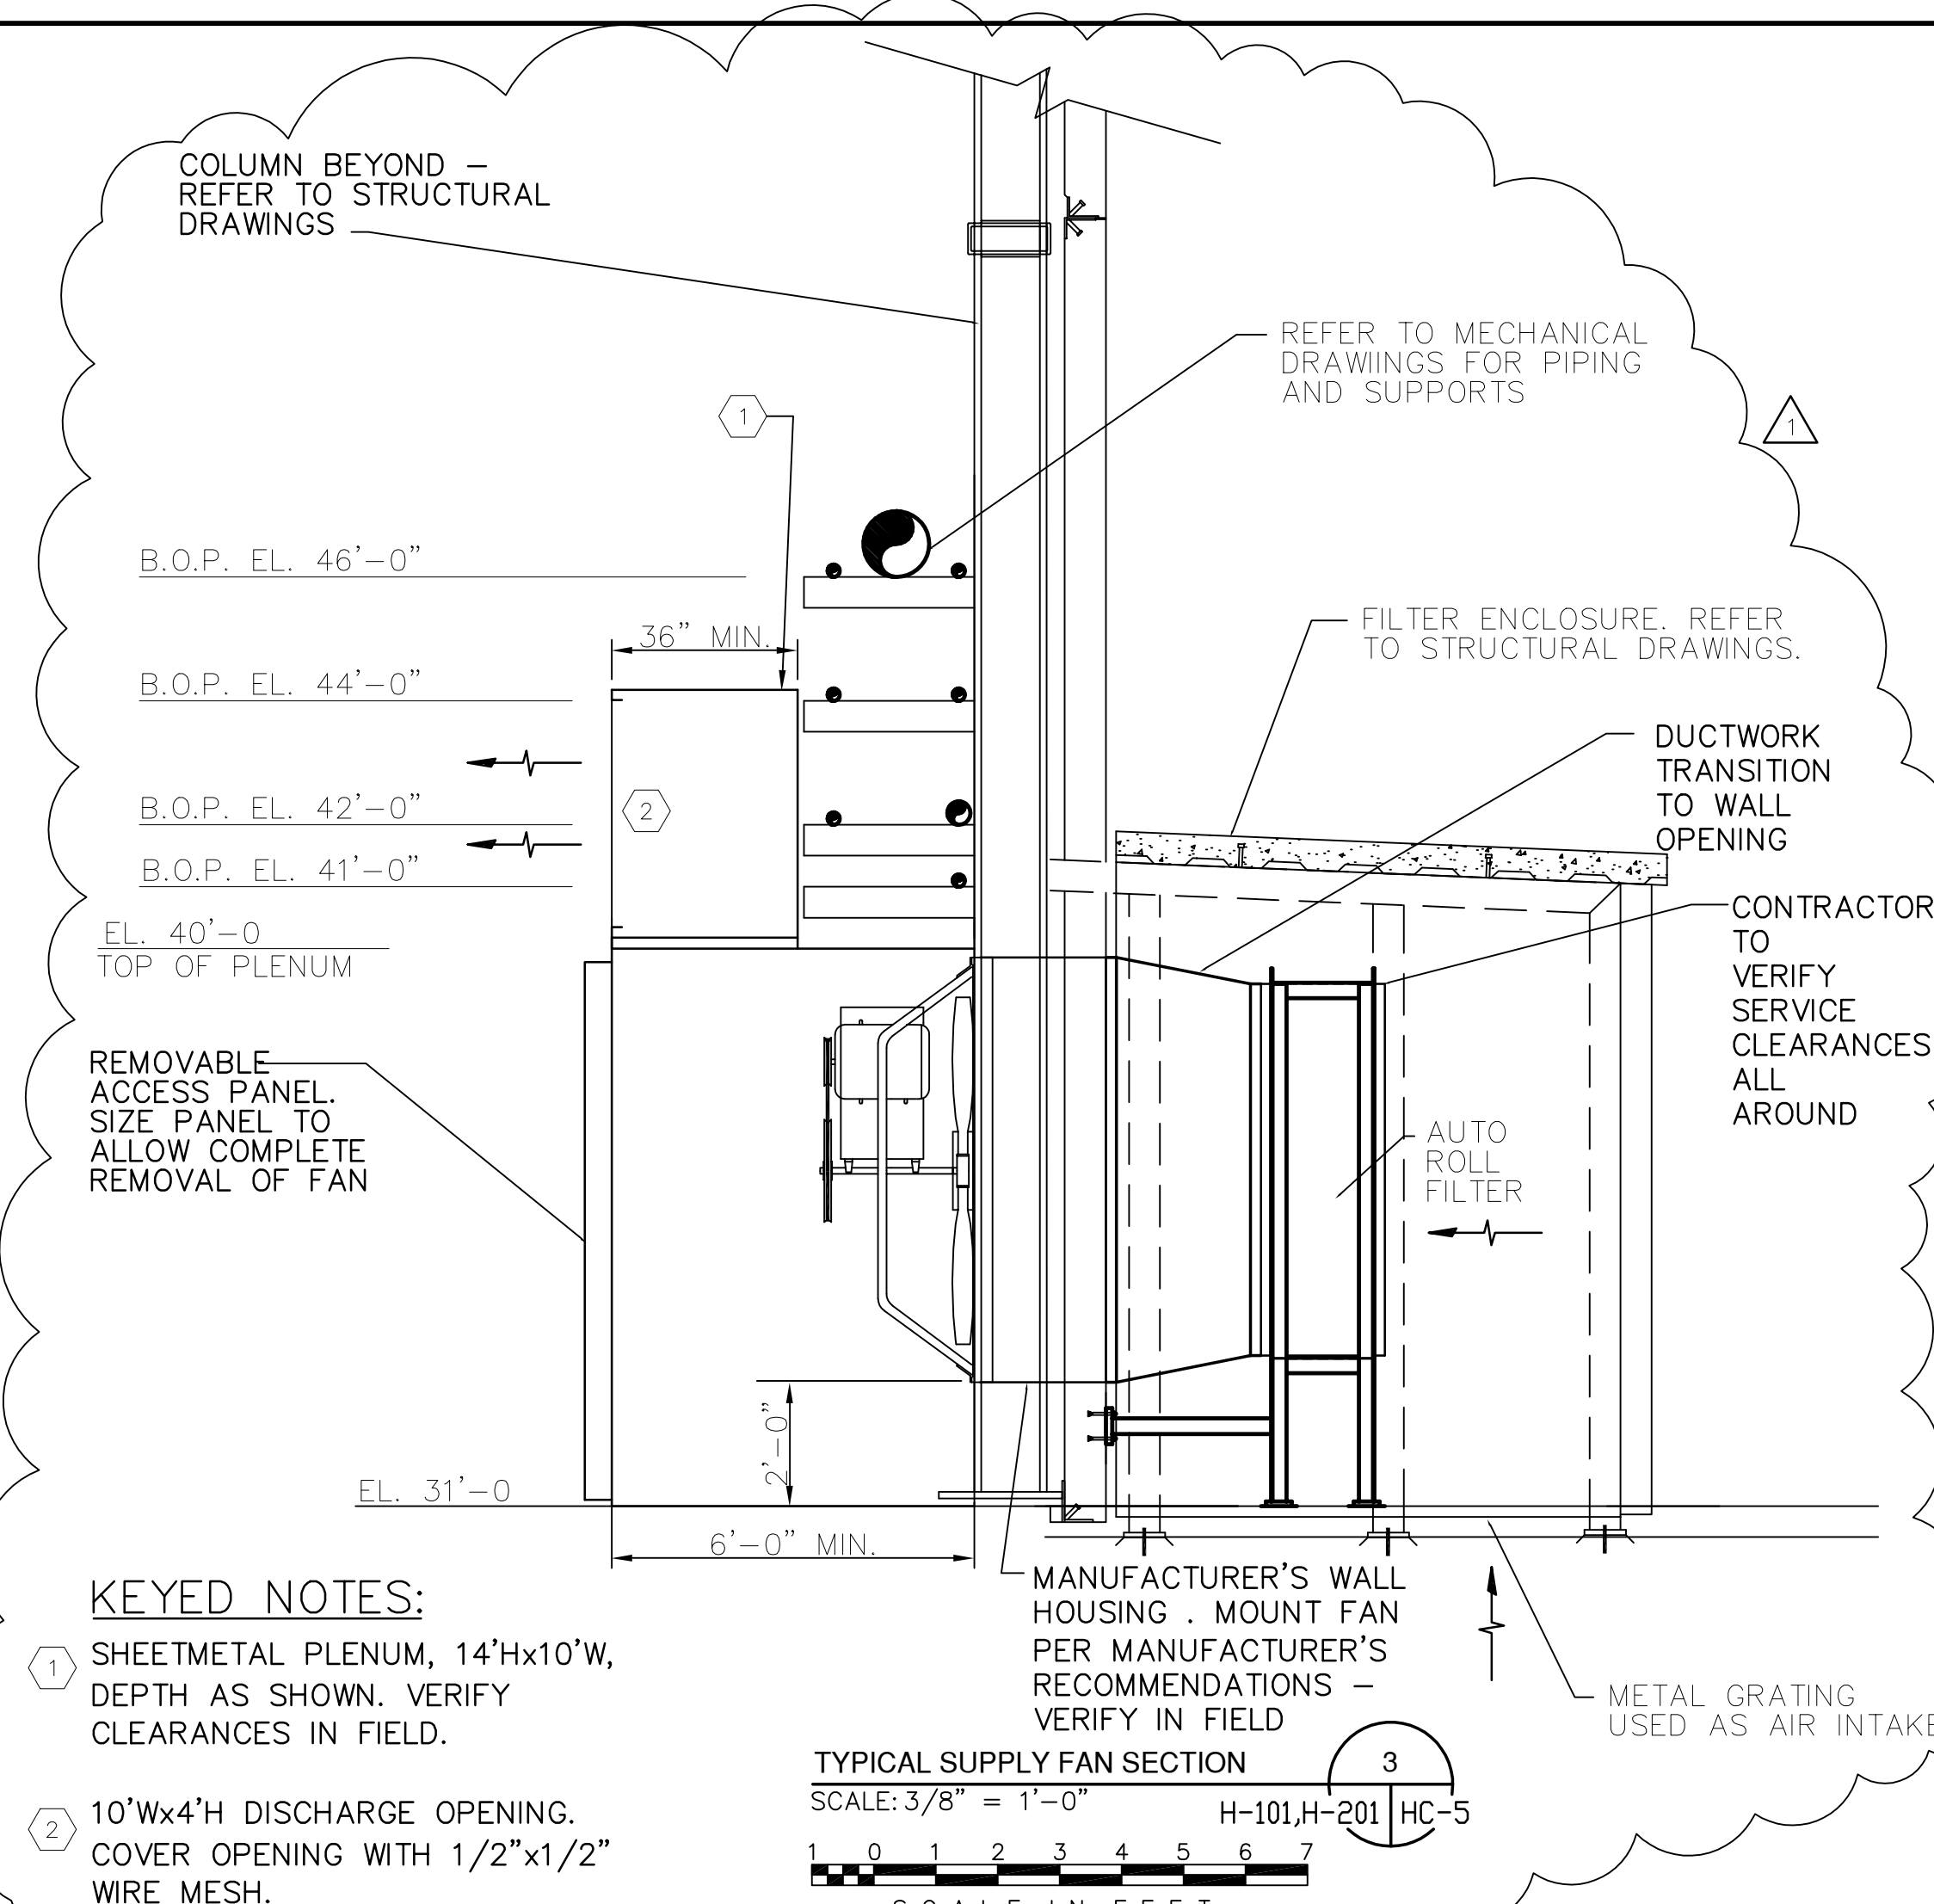 COLUMN BEYOND –
REFER TO STRUCTURAL
DRAWINGS
REFER TO MECHANICAL
DRAWIINGS FOR PIPING
AND SUPPORTS
1
1
B.O.P. EL. 46'–0"
36" MIN.
FILTER ENCLOSURE. REFER
TO STRUCTURAL DRAWINGS.
B.O.P. EL. 44'–0"
DUCTWORK
TRANSITION
TO WALL
OPENING
2
B.O.P. EL. 42'–0"
B.O.P. EL. 41'–0"
EL. 40'–0
TOP OF PLENUM
CONTRACTOR
TO
VERIFY
SERVICE
CLEARANCES
ALL
AROUND
REMOVABLE
ACCESS PANEL.
SIZE PANEL TO
ALLOW COMPLETE
REMOVAL OF FAN
AUTO
ROLL
FILTER
2'–0"
EL. 31'–0
6'–0" MIN.
MANUFACTURER'S WALL
HOUSING . MOUNT FAN
PER MANUFACTURER'S
RECOMMENDATIONS –
VERIFY IN FIELD
METAL GRATING
USED AS AIR INTAKE
KEYED NOTES:
1
SHEETMETAL PLENUM, 14'Hx10'W,
DEPTH AS SHOWN. VERIFY
CLEARANCES IN FIELD.
2
10'Wx4'H DISCHARGE OPENING.
COVER OPENING WITH 1/2"x1/2"
WIRE MESH.
TYPICAL SUPPLY FAN SECTION
3
SCALE: 3/8" = 1'–0"
H–101,H–201 HC–5
1 0 1 2 3 4 5 6 7
SCALE IN FEET